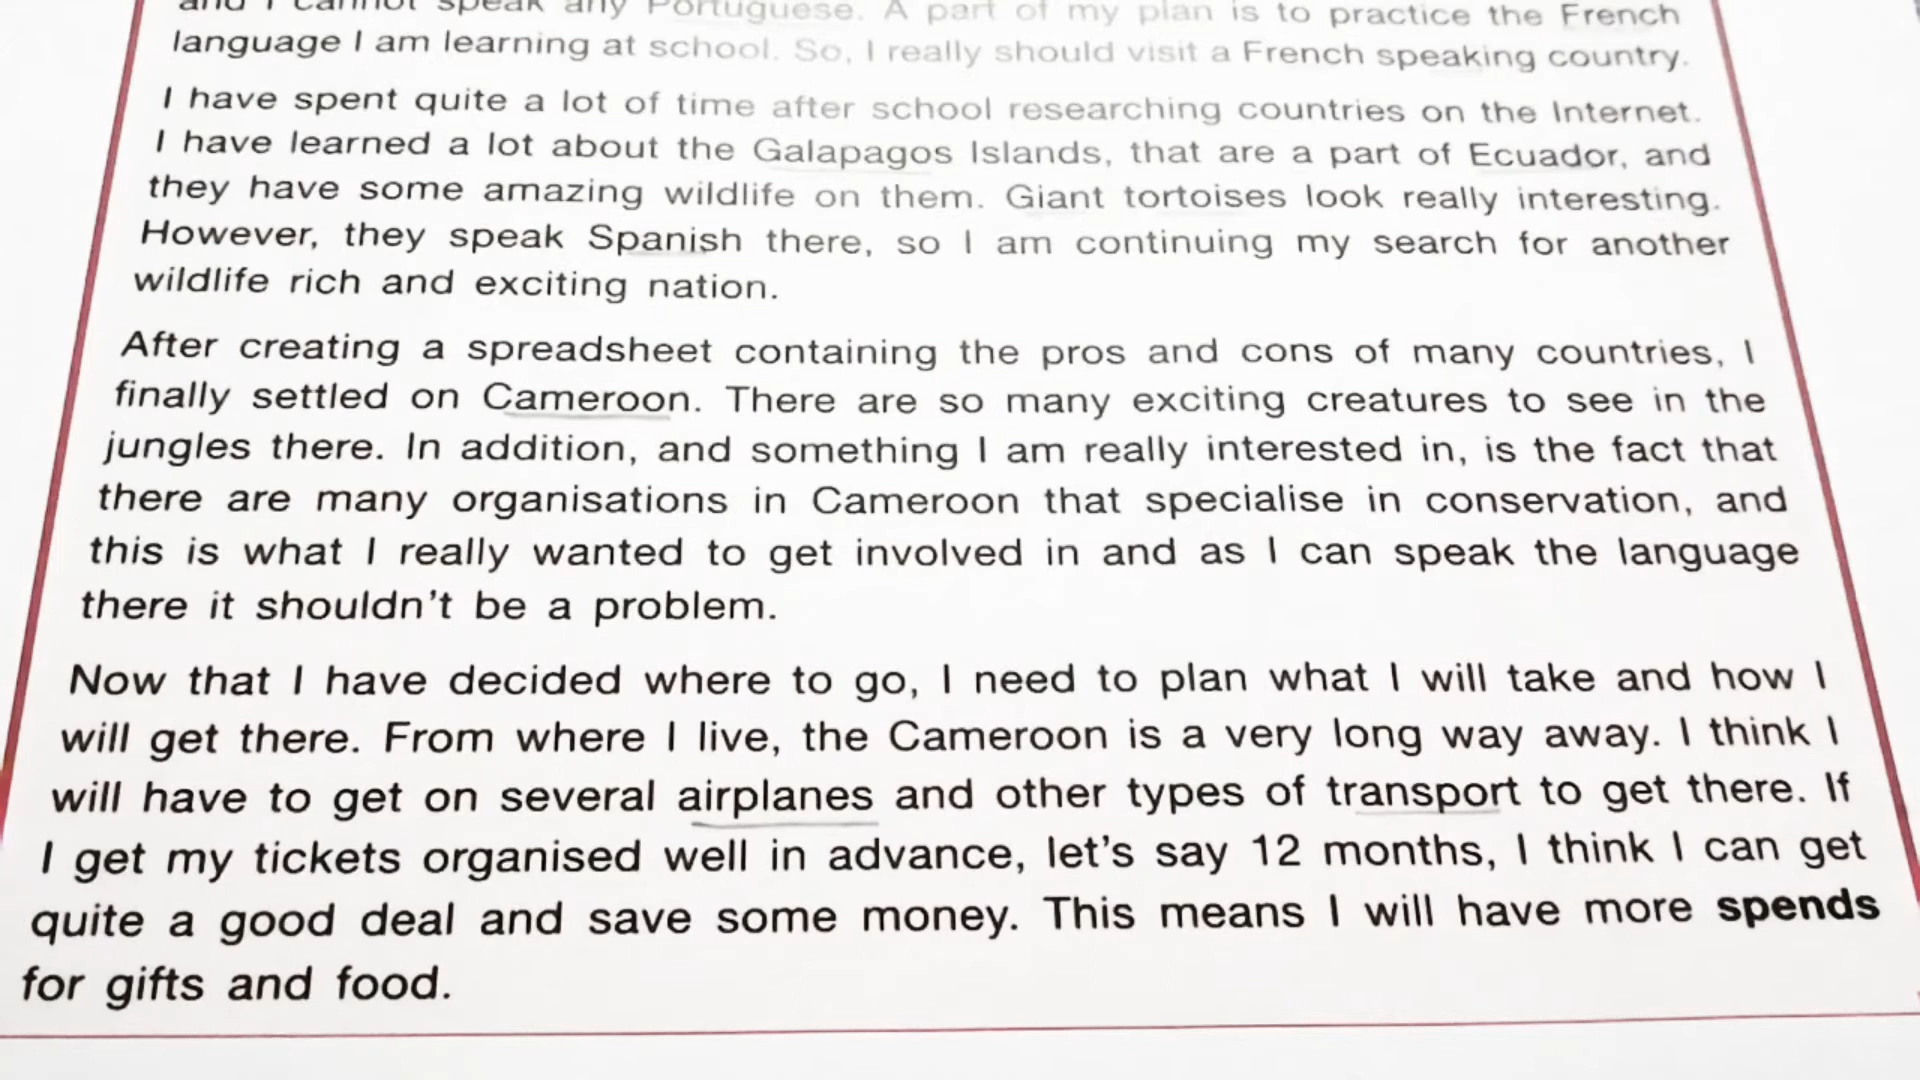 and I cannot speak any Portuguese. A part of my plan is to practice the French
language I am learning at school. So, I really should visit a French speaking country.
I have spent quite a lot of time after school researching countries on the Internet.
I have learned a lot about the Galapagos Islands, that are a part of Ecuador, and
they have some amazing wildlife on them. Giant tortoises look really interesting.
However, they speak Spanish there, so I am continuing my search for another
wildlife rich and exciting nation.
After creating a spreadsheet containing the pros and cons of many countries, I
finally settled on Cameroon. There are so many exciting creatures to see in the
jungles there. In addition, and something I am really interested in, is the fact that
there are many organisations in Cameroon that specialise in conservation, and
this is what I really wanted to get involved in and as I can speak the language
there it shouldn't be a problem.
Now that I have decided where to go, I need to plan what I will take and how I
will get there. From where I live, the Cameroon is a very long way away. I think I
will have to get on several airplanes and other types of transport to get there. If
I get my tickets organised well in advance, let's say 12 months, I think I can get
quite a good deal and save some money. This means I will have more spends
for gifts and food.